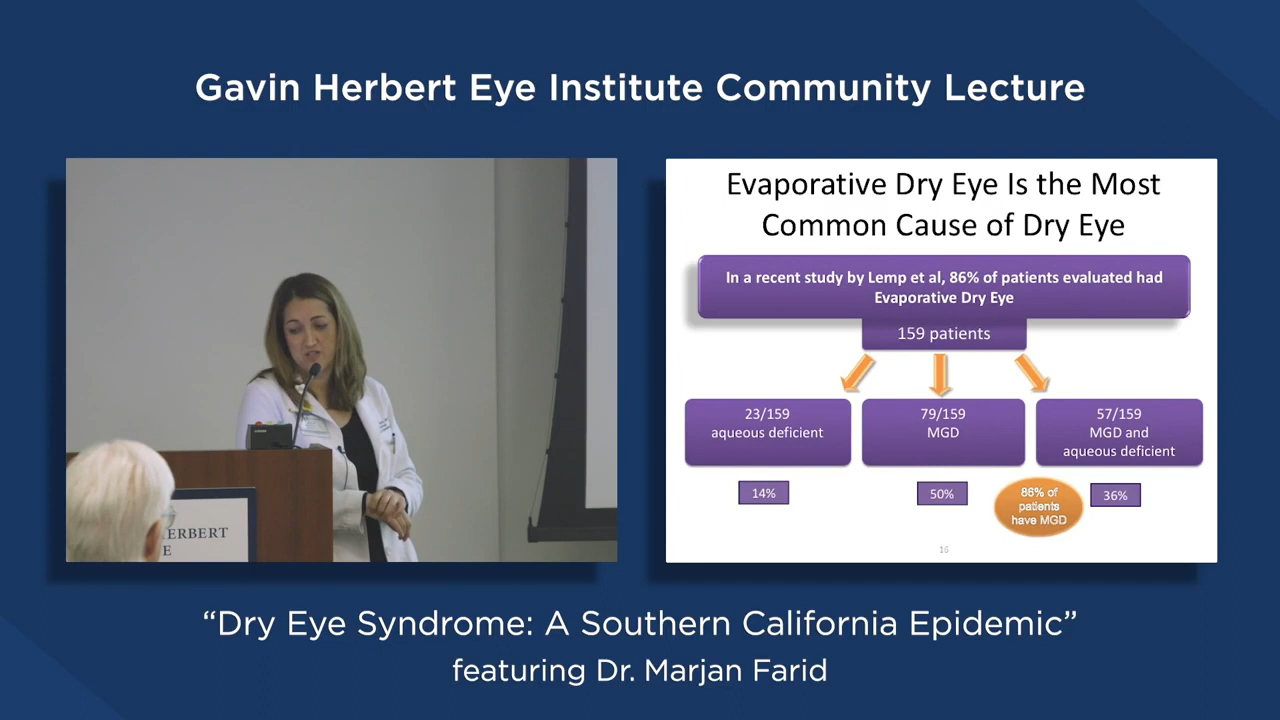 Gavin Herbert Eye Institute Community Lecture
ERBERT
E
Evaporative Dry Eye Is the Most
Common Cause of Dry Eye
In a recent study by Lemp et al, 86% of patients evaluated had
Evaporative Dry Eye
159 patients
23/159
aqueous deficient
79/159
MGD
57/159
MGD and
aqueous deficient
14%
50%
86% of
patients
have MGD
36%
16
“Dry Eye Syndrome: A Southern California Epidemic”
featuring Dr. Marjan Farid